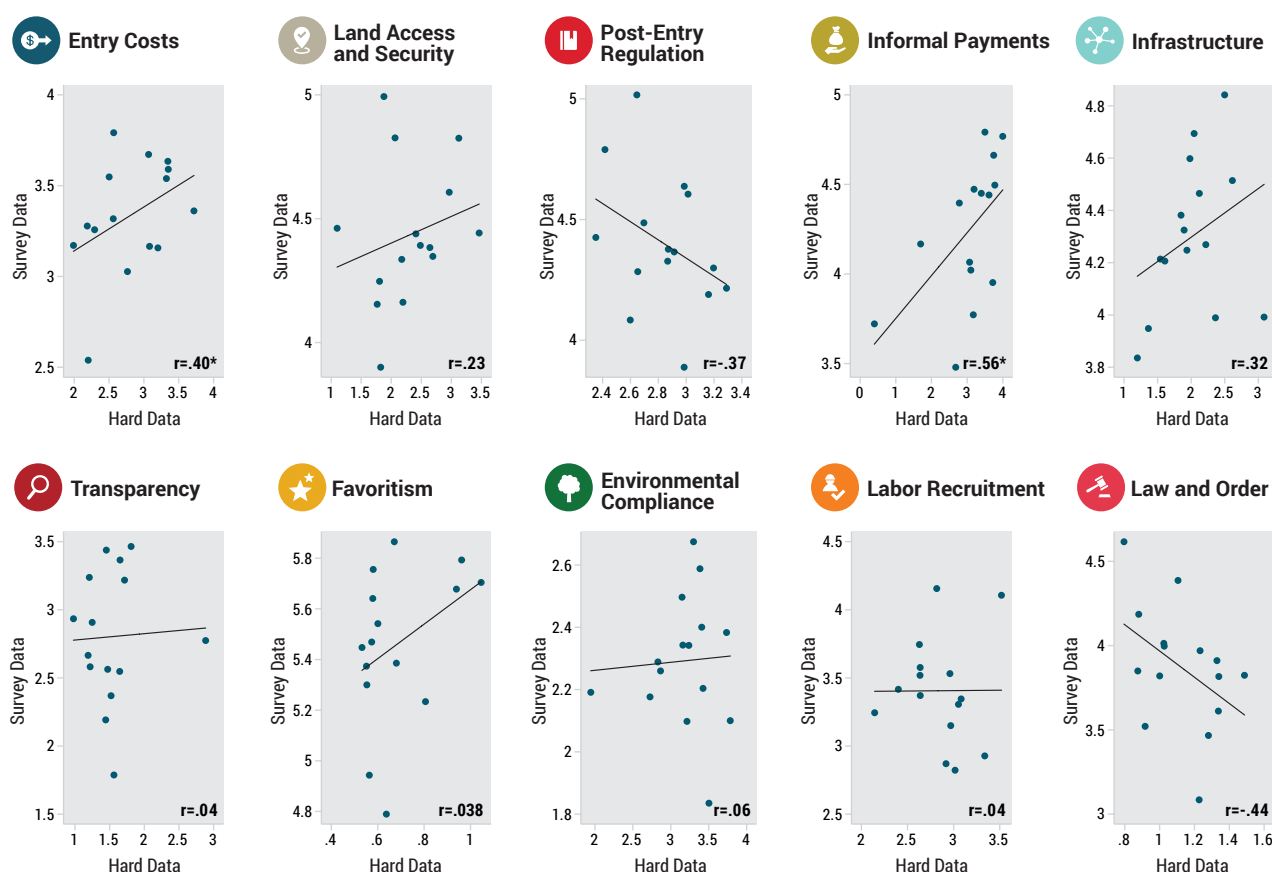 Entry Costs
Land Access
and Security
Post-Entry
Regulation
Informal Payments
Infrastructure
4
3.5
3
2.5
Survey Data
2 2.5 3 3.5 4
Hard Data
r=.40*
5
4.5
4
Survey Data
1 1.5 2 2.5 3 3.5
Hard Data
r=.23
5
4.5
4
Survey Data
2.4 2.6 2.8 3 3.2 3.4
Hard Data
r=-.37
5
4.5
4
3.5
Survey Data
0 1 2 3 4
Hard Data
r=.56*
4.8
4.6
4.4
4.2
4
3.8
Survey Data
1 1.5 2 2.5 3
Hard Data
r=.32
Transparency
Favoritism
Environmental
Compliance
Labor Recruitment
Law and Order
3.5
3
2.5
2
1.5
Survey Data
1 1.5 2 2.5 3
Hard Data
r=.04
5.8
5.6
5.4
5.2
5
4.8
Survey Data
.4 .6 .8 1
Hard Data
r=.038
2.6
2.4
2.2
2
1.8
Survey Data
2 2.5 3 3.5 4
Hard Data
r=.06
4.5
4
3.5
3
2.5
Survey Data
2 2.5 3 3.5
Hard Data
r=.04
4.5
4
3.5
3
Survey Data
.8 1 1.2 1.4 1.6
Hard Data
r=-.44